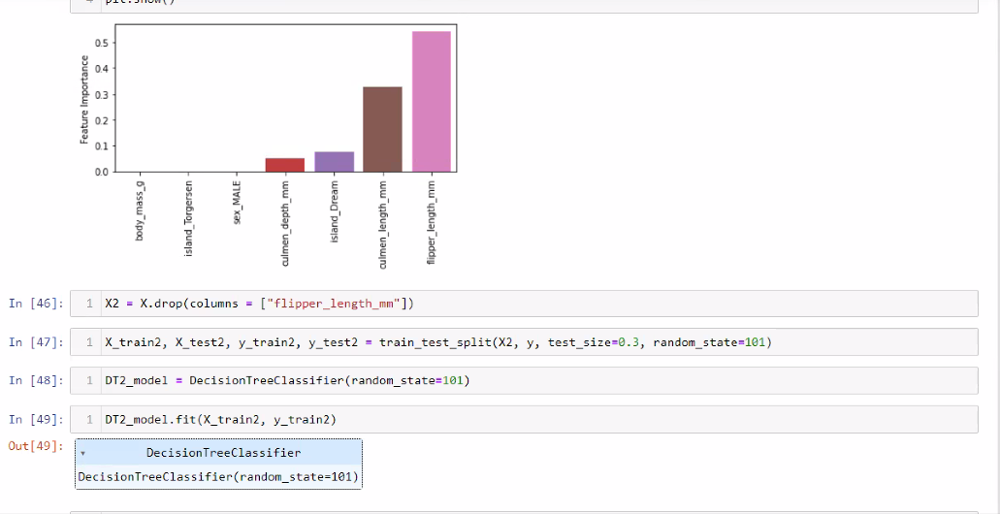 4 plt.show()
0.5
0.4
0.3
0.2
0.1
0.0
Feature Importance
body_mass_g
island_Torgersen
sex_MALE
culmen_depth_mm
island_Dream
culmen_length_mm
flipper_length_mm
In [46]: 1 X2 = X.drop(columns = ["flipper_length_mm"])
In [47]: 1 X_train2, X_test2, y_train2, y_test2 = train_test_split(X2, y, test_size=0.3, random_state=101)
In [48]: 1 DT2_model = DecisionTreeClassifier(random_state=101)
In [49]: 1 DT2_model.fit(X_train2, y_train2)
Out[49]: ▾ DecisionTreeClassifier
DecisionTreeClassifier(random_state=101)